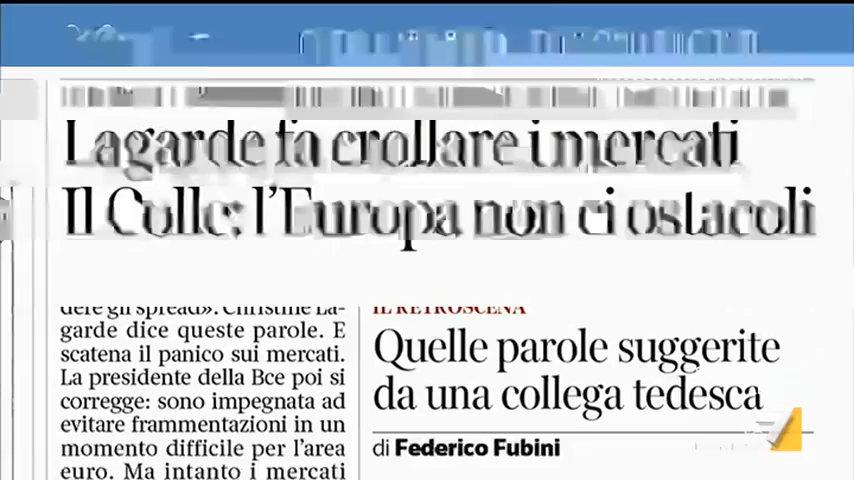 Lagarde fa crollare i mercati
Il Colle: l'Europa non ci ostacoli
dere gli spread». Christine La-
garde dice queste parole. E
scatena il panico sui mercati.
La presidente della Bce poi si
corregge: sono impegnata ad
evitare frammentazioni in un
momento difficile per l'area
euro. Ma intanto i mercati
IL RETROSCENA
Quelle parole suggerite
da una collega tedesca
di Federico Fubini